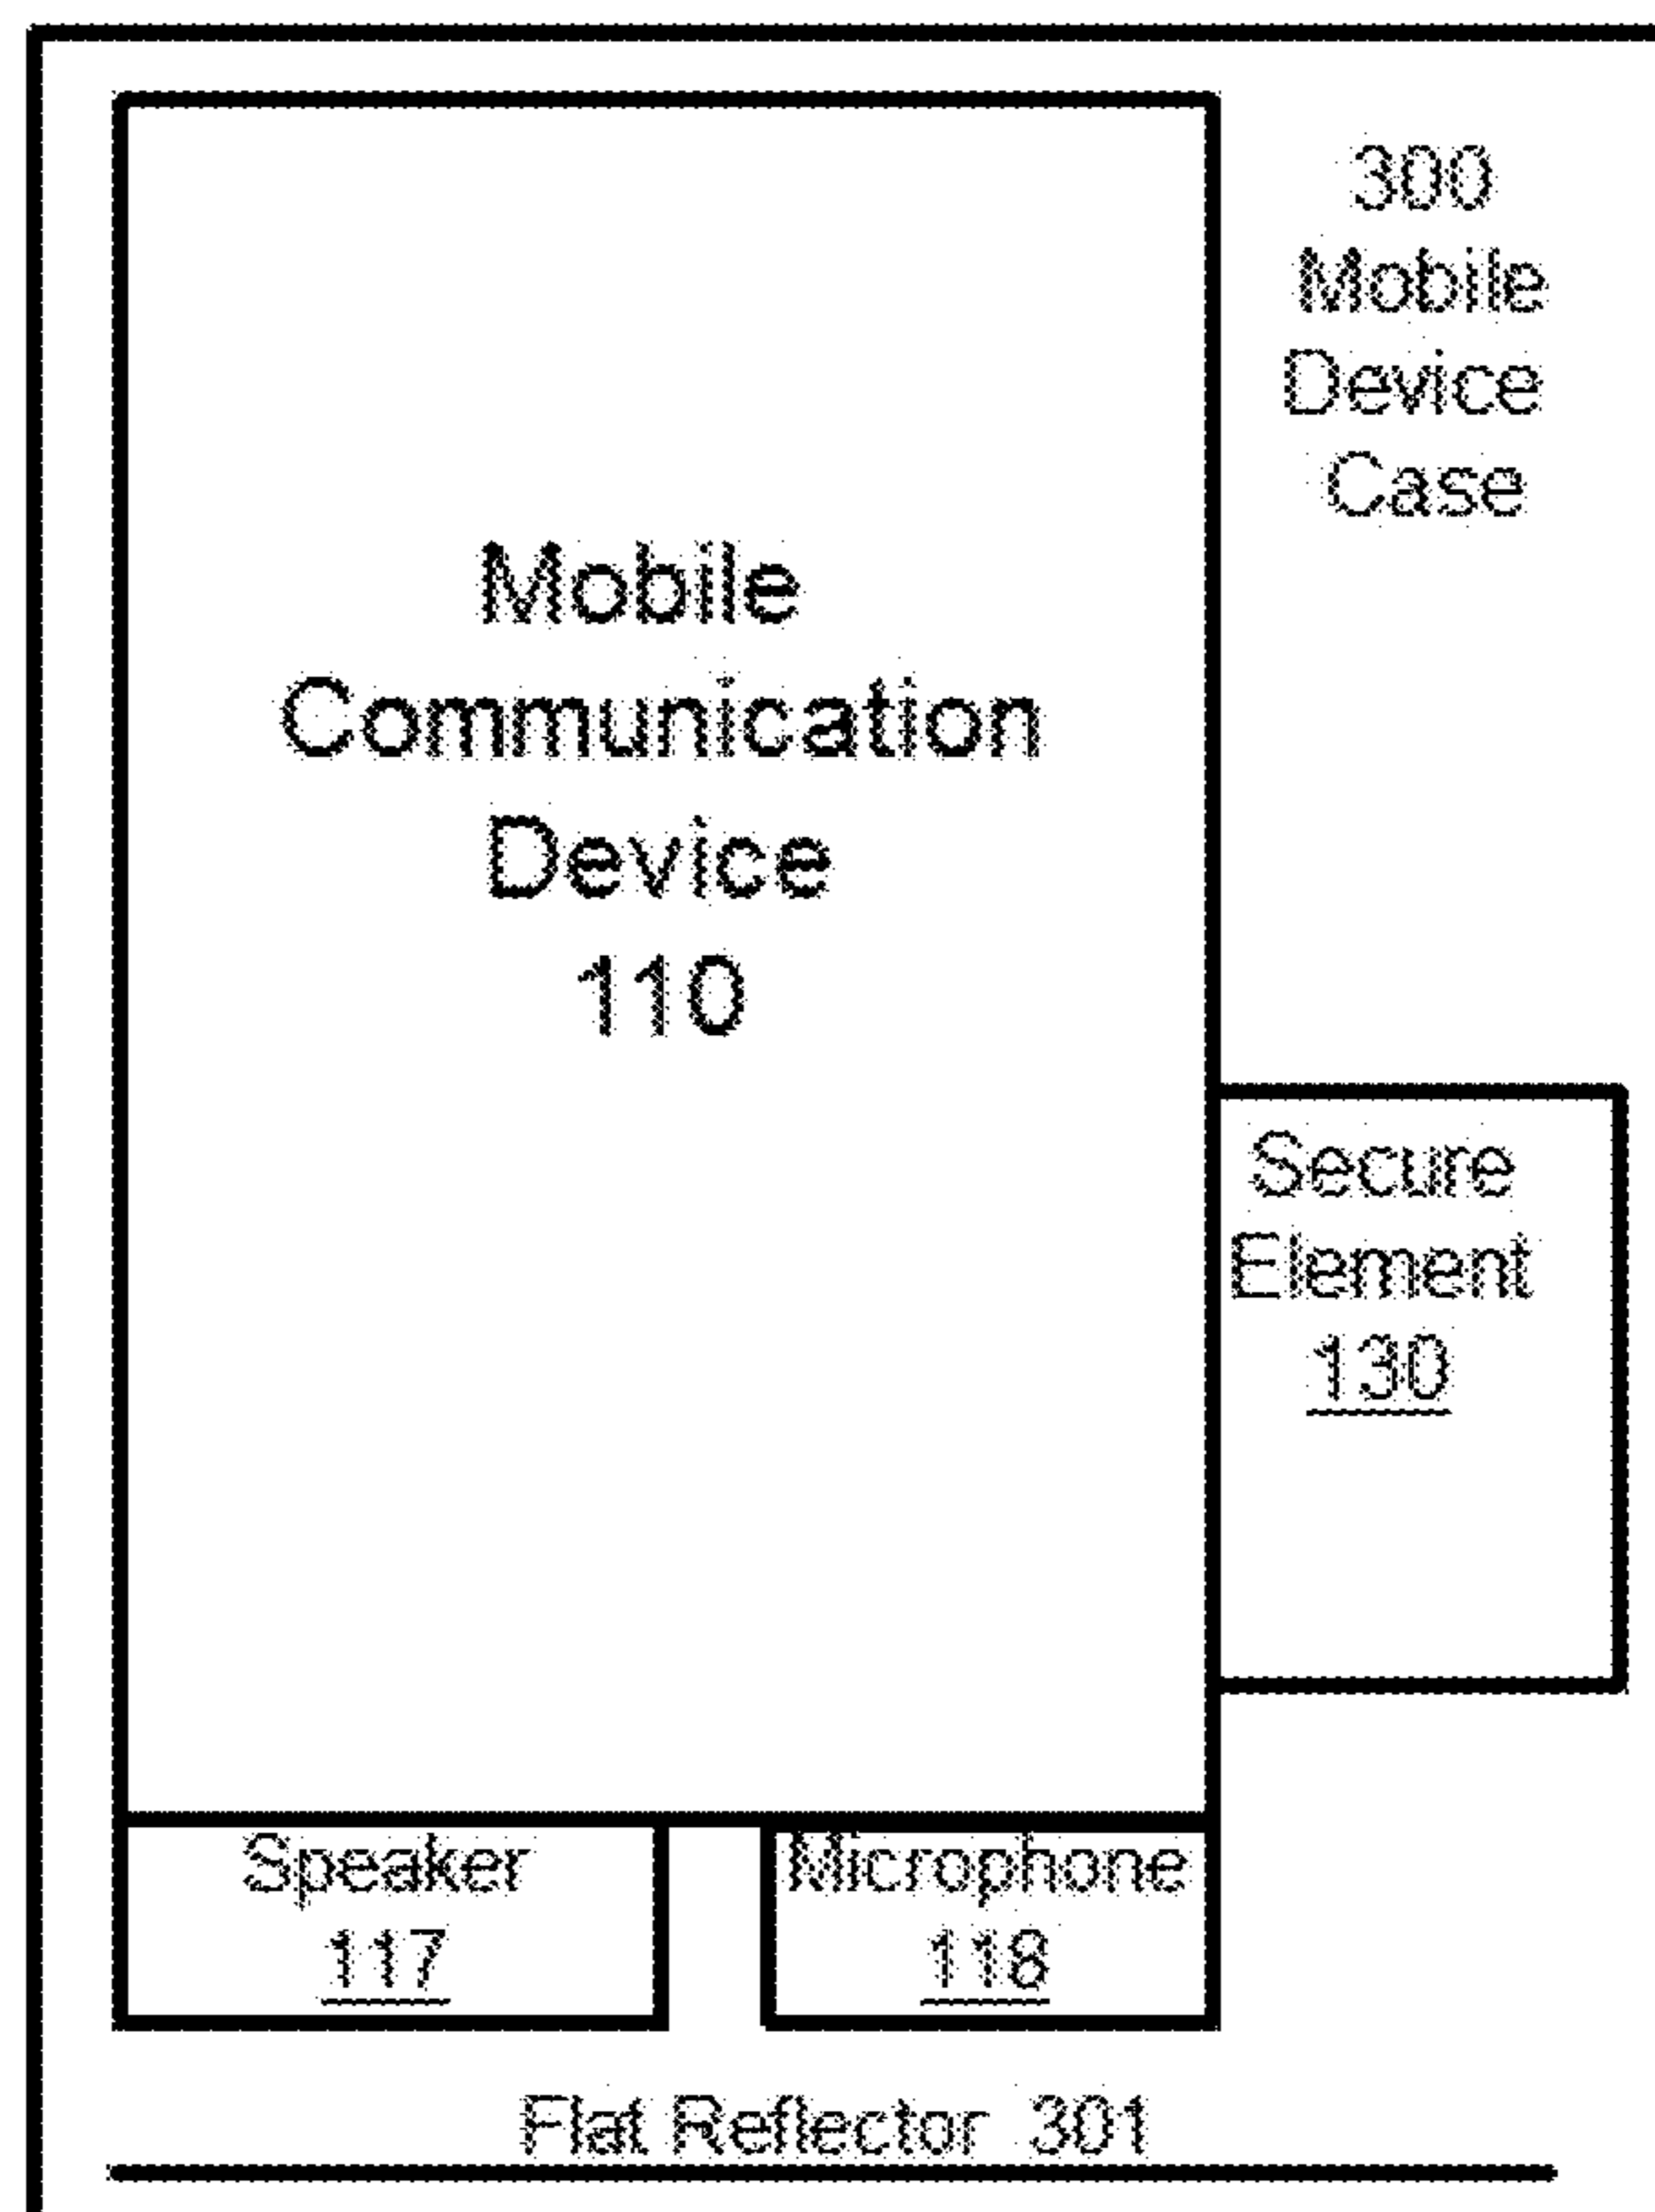 300
Mobile
Device
Case
Mobile
Communication
Device
110
Secure
Element
130
Speaker
117
Microphone
118
Flat Reflector 301